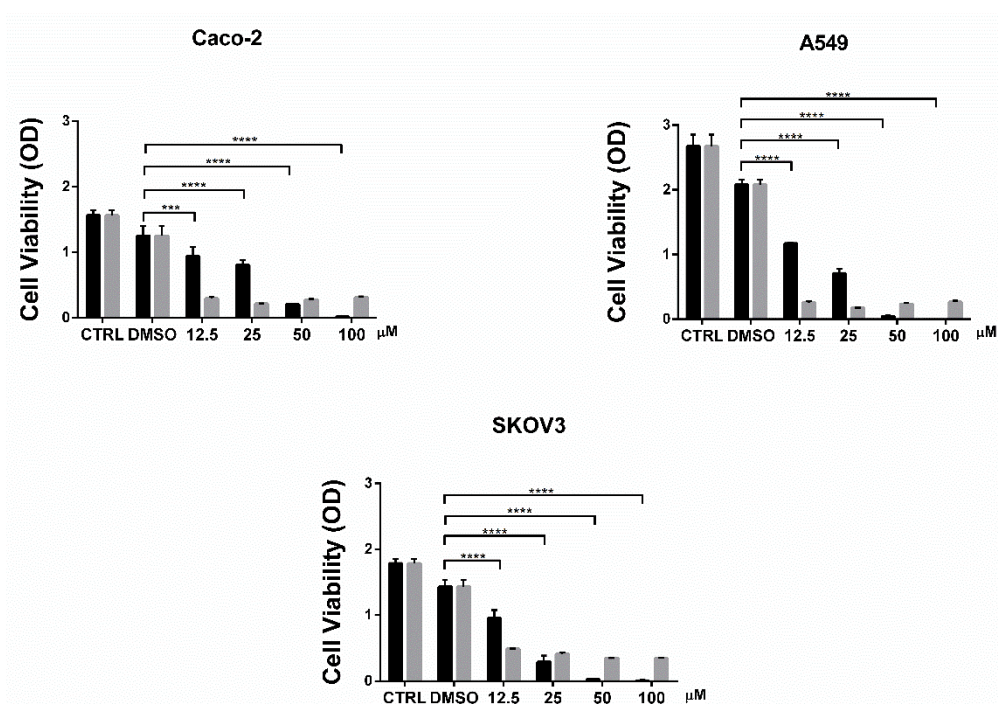 Caco-2
Cell Viability (OD)
3
2
1
0
****
****
****
***
CTRL DMSO 12.5 25 50 100 μM
A549
Cell Viability (OD)
3
2
1
0
****
****
****
****
CTRL DMSO 12.5 25 50 100 μM
SKOV3
Cell Viability (OD)
3
2
1
0
****
****
****
****
CTRL DMSO 12.5 25 50 100 μM